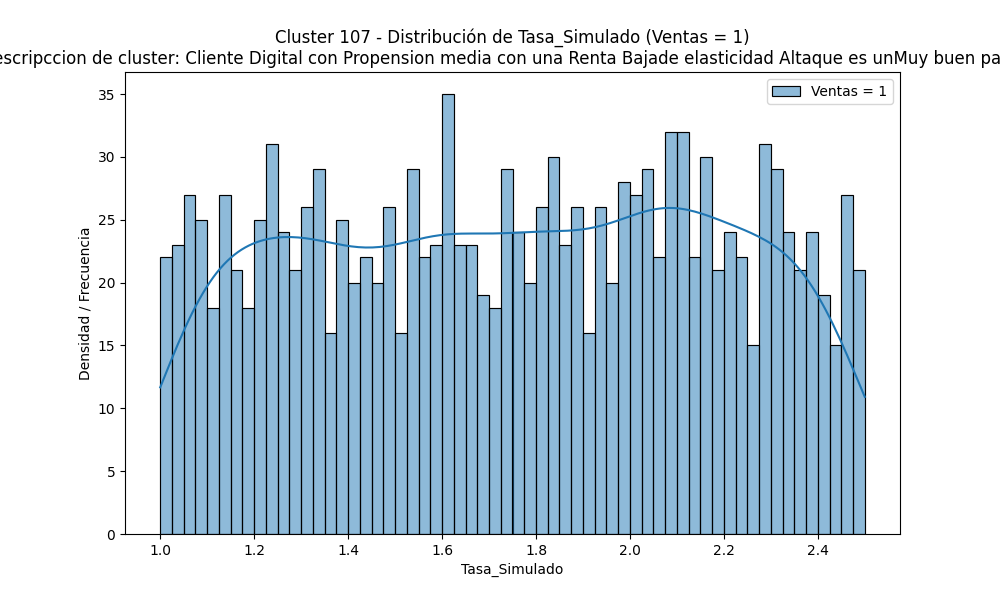 Cluster 107 - Distribución de Tasa_Simulado (Ventas = 1)
escripccion de cluster: Cliente Digital con Propension media con una Renta Bajade elasticidad Altaque es unMuy buen pa
Ventas = 1
Densidad / Frecuencia
35
30
25
20
15
10
5
0
1.0 1.2 1.4 1.6 1.8 2.0 2.2 2.4
Tasa_Simulado